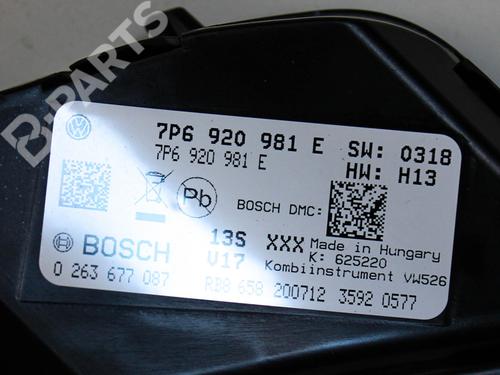 B-PARTS
7P6 920 981 E SW: 0318
7P6 920 981 E HW: H13
Pb
BOSCH DMC:
BOSCH 13S XXX Made in Hungary
V17 K: 625220
Kombiinstrument VW526
0 263 677 087 RB8 658 200712 3592 0577